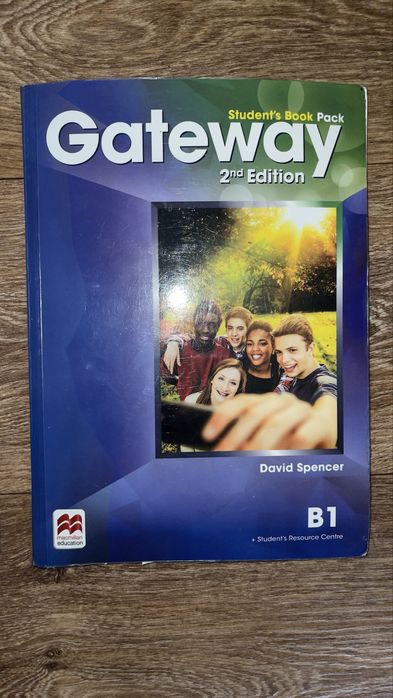 Student's Book Pack
Gateway
2nd Edition
David Spencer
B1
+ Student's Resource Centre
macmillan
education